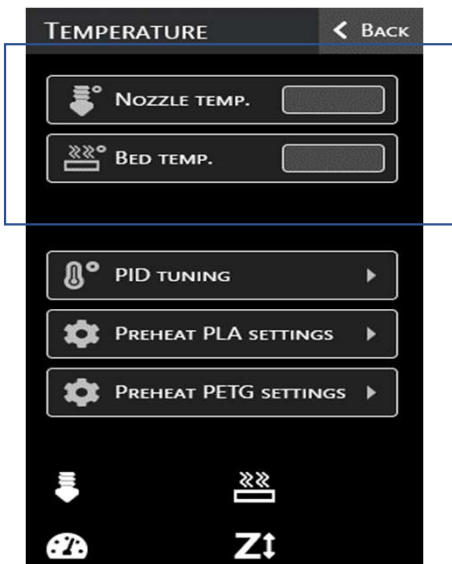 TEMPERATURE
BACK
NOZZLE TEMP.
BED TEMP.
PID TUNING
PREHEAT PLA SETTINGS
PREHEAT PETG SETTINGS
Z